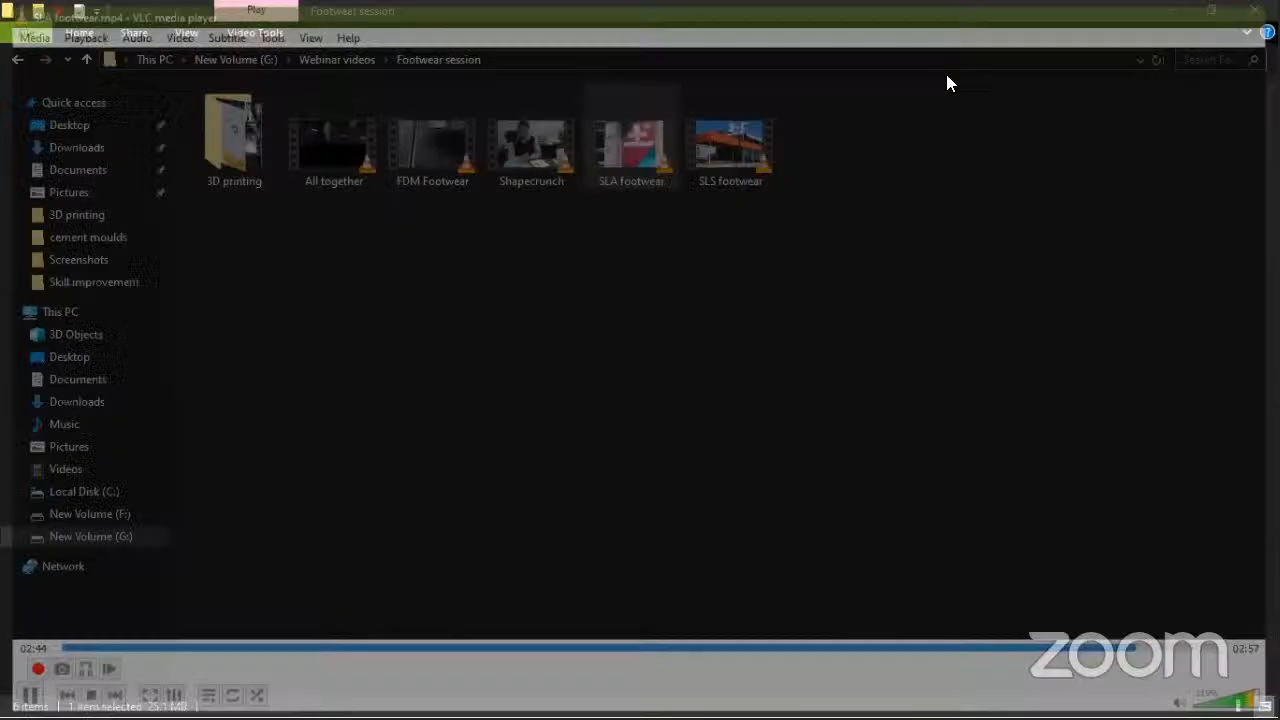 SLA footwear.mp4 - VLC media player
Play
Footwear session
Home Share View Video Tools
Media Playback Audio Video Subtitle Tools View Help
This PC New Volume (G:) Webinar videos Footwear session
Quick access
Desktop
Downloads
Documents
Pictures
3D printing
cement moulds
Screenshots
Skill improvement
This PC
3D Objects
Desktop
Documents
Downloads
Music
Pictures
Videos
Local Disk (C:)
New Volume (F:)
New Volume (G:)
Network
3D printing
All together
FDM Footwear
Shapecrunch
SLA footwear
SLS footwear
02:44
02:57
6 items 1 item selected 25.1 MB
zoom